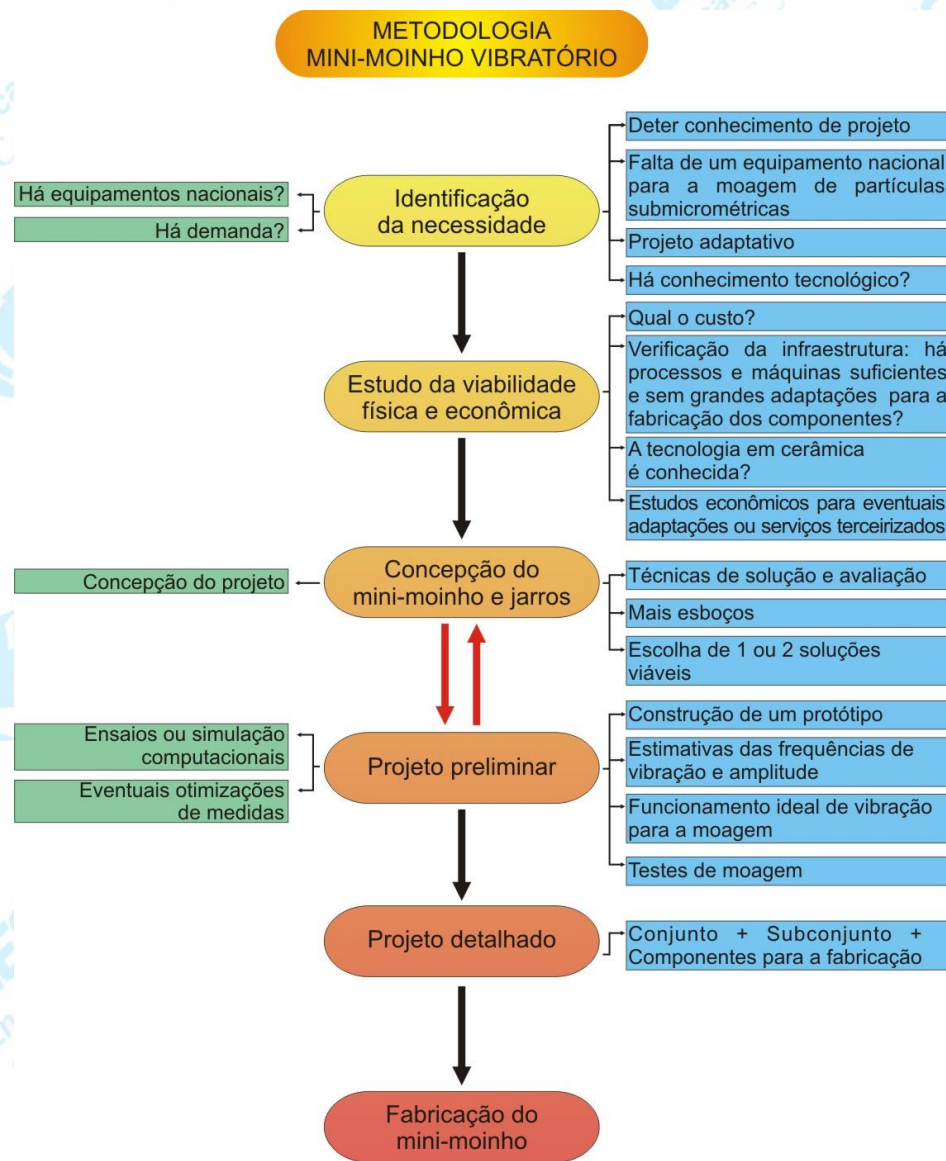 METODOLOGIA
MINI-MOINHO VIBRATÓRIO
Há equipamentos nacionais?
Há demanda?
Identificação
da necessidade
Deter conhecimento de projeto
Falta de um equipamento nacional
para a moagem de partículas
submicrométricas
Projeto adaptativo
Há conhecimento tecnológico?
Estudo da viabilidade
física e econômica
Qual o custo?
Verificação da infraestrutura: há
processos e máquinas suficientes
e sem grandes adaptações para a
fabricação dos componentes?
A tecnologia em cerâmica
é conhecida?
Estudos econômicos para eventuais
adaptações ou serviços terceirizados
Concepção do projeto
Concepção do
mini-moinho e jarros
Técnicas de solução e avaliação
Mais esboços
Escolha de 1 ou 2 soluções
viáveis
Ensaios ou simulação
computacionais
Eventuais otimizações
de medidas
Projeto preliminar
Construção de um protótipo
Estimativas das frequências de
vibração e amplitude
Funcionamento ideal de vibração
para a moagem
Testes de moagem
Projeto detalhado
Conjunto + Subconjunto +
Componentes para a fabricação
Fabricação do
mini-moinho